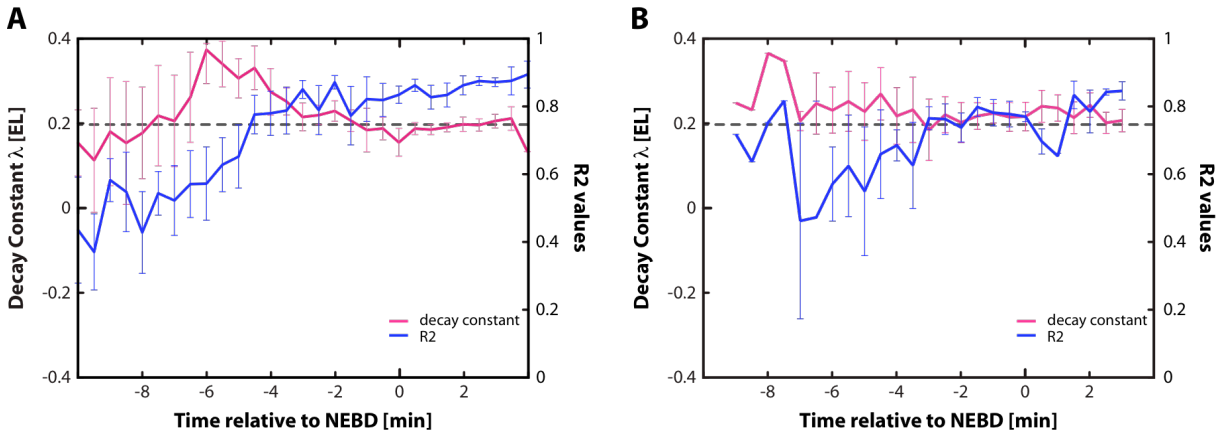 A
B
0.4
0.2
0
-0.2
-0.4
Decay Constant λ [EL]
1
0.8
0.6
0.4
0.2
0
R2 values
decay constant
R2
-8
-6
-4
-2
0
2
Time relative to NEBD [min]
0.4
0.2
0
-0.2
-0.4
Decay Constant λ [EL]
1
0.8
0.6
0.4
0.2
0
R2 values
decay constant
R2
-8
-6
-4
-2
0
2
Time relative to NEBD [min]